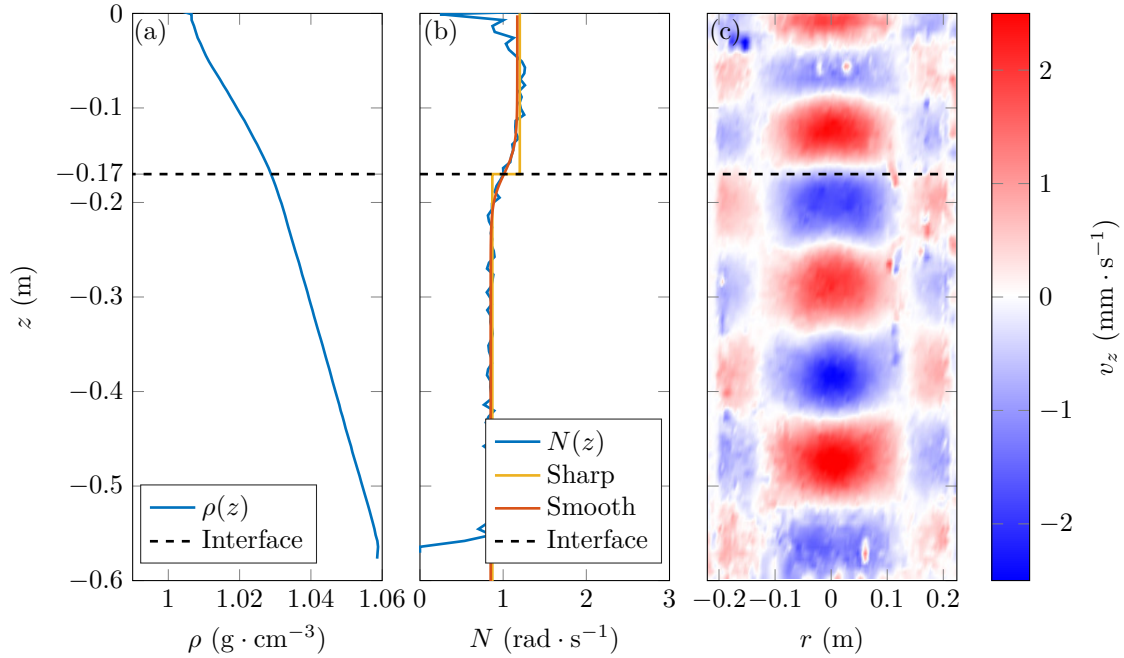 (a)
(b)
(c)
0
−0.1
−0.17
−0.2
−0.3
−0.4
−0.5
−0.6
z (m)
ρ(z)
Interface
1
1.02
1.04
1.06
ρ (g · cm⁻³)
N(z)
Sharp
Smooth
Interface
0
1
2
3
N (rad · s⁻¹)
−0.2
−0.1
0
0.1
0.2
r (m)
2
1
0
−1
−2
v_z (mm · s⁻¹)